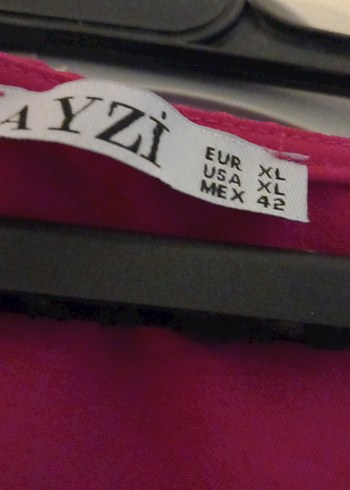 AYZİ
EUR XL
USA XL
MEX 42